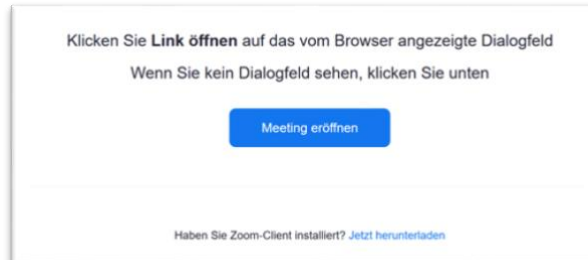 Klicken Sie Link öffnen auf das vom Browser angezeigte Dialogfeld
Wenn Sie kein Dialogfeld sehen, klicken Sie unten
Meeting eröffnen
Haben Sie Zoom-Client installiert? Jetzt herunterladen